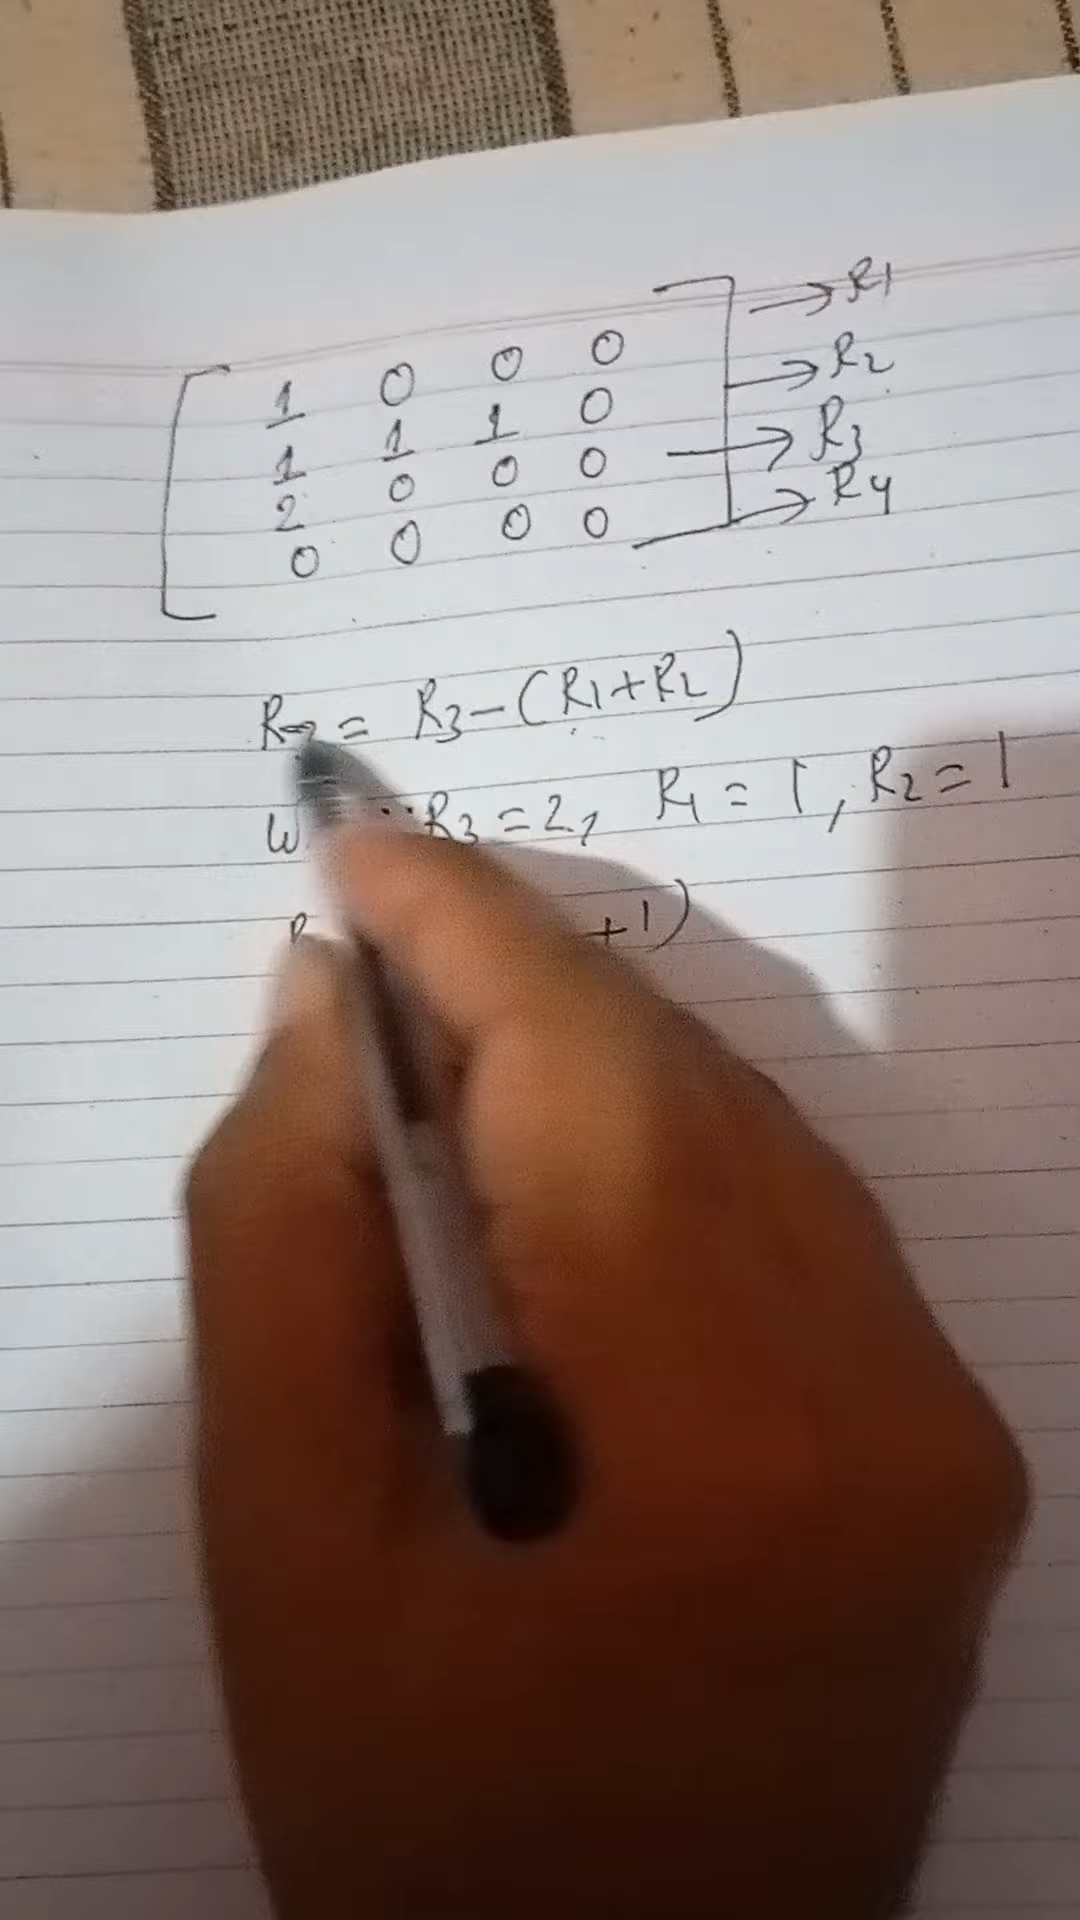 1 0 0 0 → R1
1 1 1 0 → R2
2 0 0 0 → R3
0 0 0 0 → R4
= R3 - (R1 + R2)
R3 = 2, R1 = 1, R2 = 1
+1)